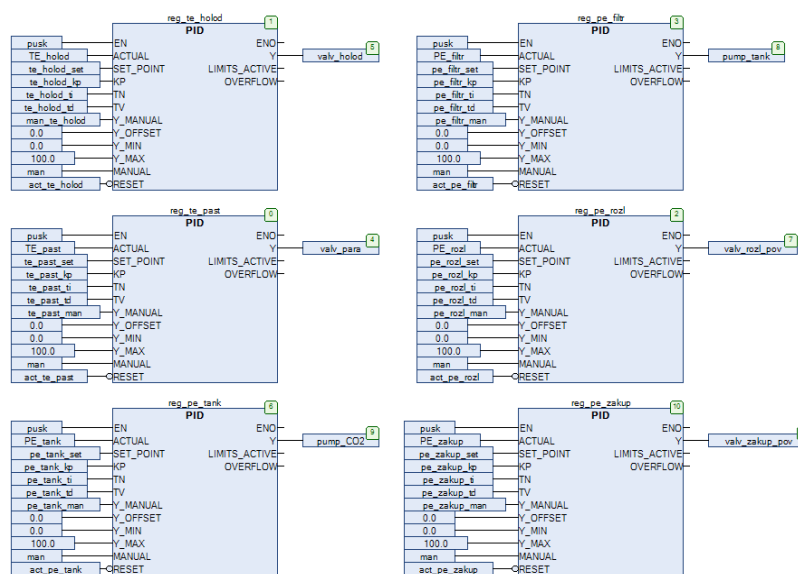 reg_te_holod 1
PID
pusk EN ENO
TE_holod ACTUAL Y valv_holod 5
te_holod_set SET_POINT LIMITS_ACTIVE
te_holod_kp KP OVERFLOW
te_holod_ti TN
te_holod_td TV
man_te_holod Y_MANUAL
0.0 Y_OFFSET
0.0 Y_MIN
100.0 Y_MAX
man MANUAL
act_te_holod RESET
reg_pe_filtr 3
PID
pusk EN ENO
PE_filtr ACTUAL Y pump_tank 8
pe_filtr_set SET_POINT LIMITS_ACTIVE
pe_filtr_kp KP OVERFLOW
pe_filtr_ti TN
pe_filtr_td TV
pe_filtr_man Y_MANUAL
0.0 Y_OFFSET
0.0 Y_MIN
100.0 Y_MAX
man MANUAL
act_pe_filtr RESET
reg_te_past 0
PID
pusk EN ENO
TE_past ACTUAL Y valv_para 4
te_past_set SET_POINT LIMITS_ACTIVE
te_past_kp KP OVERFLOW
te_past_ti TN
te_past_td TV
te_past_man Y_MANUAL
0.0 Y_OFFSET
0.0 Y_MIN
100.0 Y_MAX
man MANUAL
act_te_past RESET
reg_pe_rozl 2
PID
pusk EN ENO
PE_rozl ACTUAL Y valv_rozl_pov 7
pe_rozl_set SET_POINT LIMITS_ACTIVE
pe_rozl_kp KP OVERFLOW
pe_rozl_ti TN
pe_rozl_td TV
pe_rozl_man Y_MANUAL
0.0 Y_OFFSET
0.0 Y_MIN
100.0 Y_MAX
man MANUAL
act_pe_rozl RESET
reg_pe_tank 6
PID
pusk EN ENO
PE_tank ACTUAL Y pump_CO2 9
pe_tank_set SET_POINT LIMITS_ACTIVE
pe_tank_kp KP OVERFLOW
pe_tank_ti TN
pe_tank_td TV
pe_tank_man Y_MANUAL
0.0 Y_OFFSET
0.0 Y_MIN
100.0 Y_MAX
man MANUAL
act_pe_tank RESET
reg_pe_zakup 10
PID
pusk EN ENO
PE_zakup ACTUAL Y valv_zakup_pov
pe_zakup_set SET_POINT LIMITS_ACTIVE
pe_zakup_kp KP OVERFLOW
pe_zakup_ti TN
pe_zakup_td TV
pe_zakup_man Y_MANUAL
0.0 Y_OFFSET
0.0 Y_MIN
100.0 Y_MAX
man MANUAL
act_pe_zakup RESET